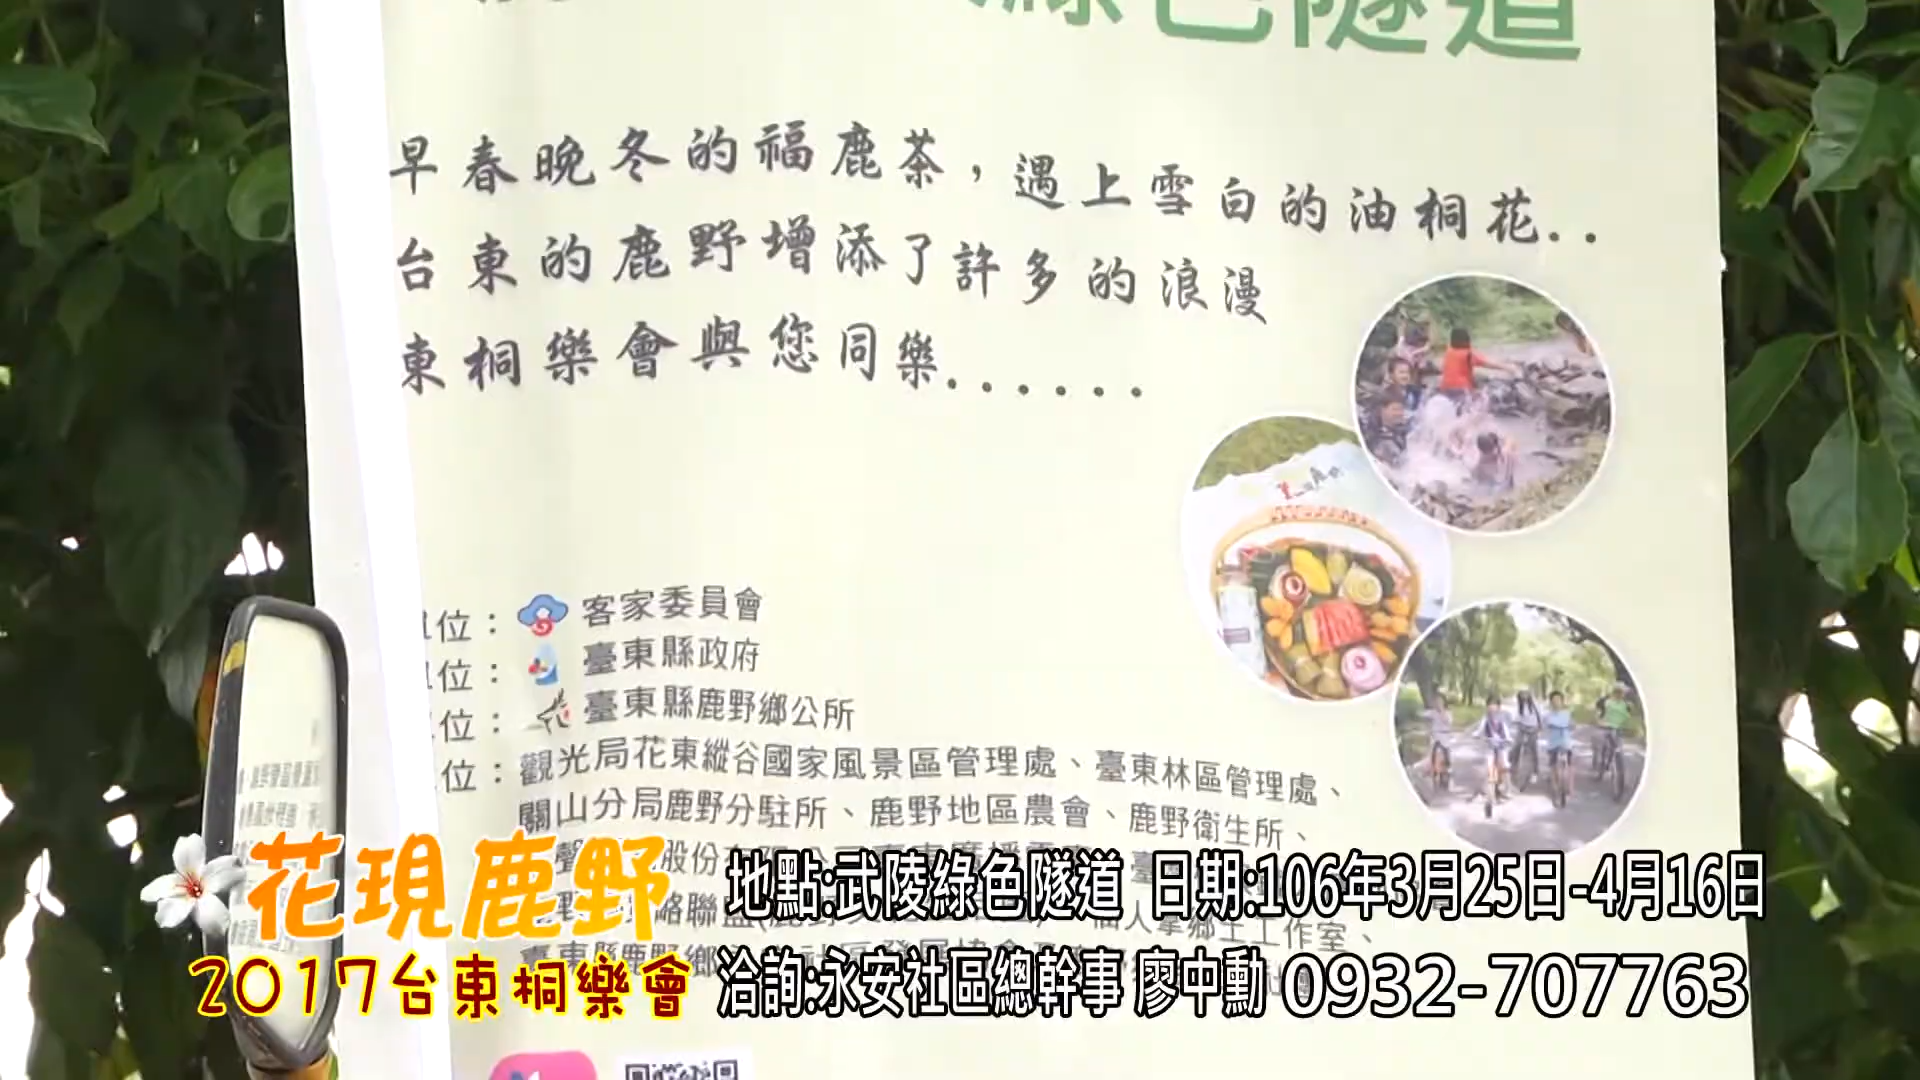 綠色隧道
早春晚冬的福鹿茶，遇上雪白的油桐花..
台東的鹿野增添了許多的浪漫
東桐樂會與您同樂......
位：客家委員會
位：臺東縣政府
位：臺東縣鹿野鄉公所
位：觀光局花東縱谷國家風景區管理處、臺東林區管理處、
關山分局鹿野分駐所、鹿野地區農會、鹿野衛生所、
花現鹿野
地點:武陵綠色隧道 日期:106年3月25日-4月16日
2017台東桐樂會
洽詢:永安社區總幹事 廖中勳 0932-707763